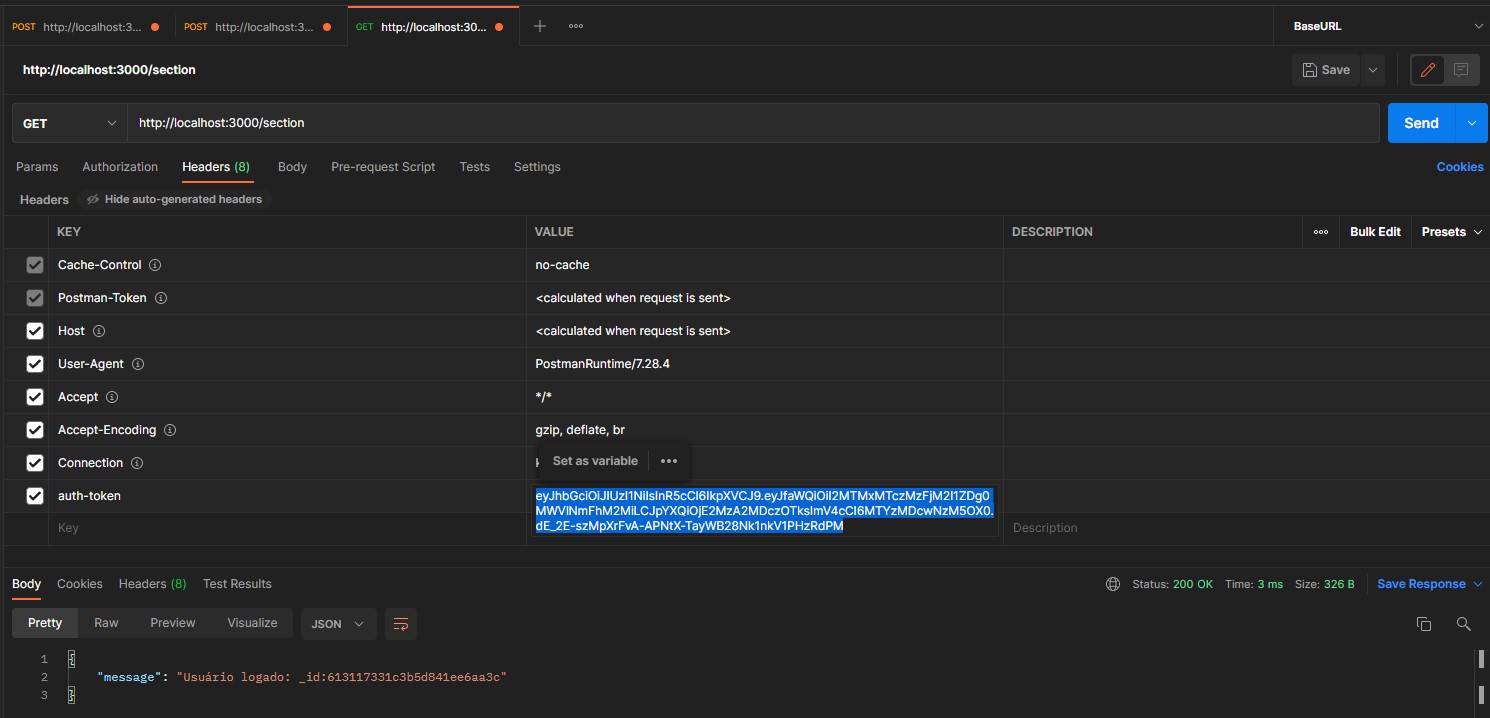 POST http://localhost:3... POST http://localhost:3... GET http://localhost:30... BaseURL
http://localhost:3000/section Save
GET http://localhost:3000/section Send
Params Authorization Headers (8) Body Pre-request Script Tests Settings Cookies
Headers Hide auto-generated headers
KEY VALUE DESCRIPTION Bulk Edit Presets
Cache-Control no-cache
Postman-Token <calculated when request is sent>
Host <calculated when request is sent>
User-Agent PostmanRuntime/7.28.4
Accept */*
Accept-Encoding gzip, deflate, br
Set as variable
Connection
auth-token eyJhbGciOiJIUzI1NiIsInR5cCI6IkpXVCJ9.eyJfaWQiOiI2MTMxMTczMzFjM2I1ZDg0
MWVlNmFhM2MiLCJpYXQiOjE2MzA2MDczOTksImV4cCI6MTYzMDcwNzM5OX0.
dE_2E-szMpXrFvA-APNtX-TayWB28Nk1nkV1PHzRdPM
Key Description
Body Cookies Headers (8) Test Results Status: 200 OK Time: 3 ms Size: 326 B Save Response
Pretty Raw Preview Visualize JSON
1 {
2 "message": "Usuário logado: _id:613117331c3b5d841ee6aa3c"
3 }